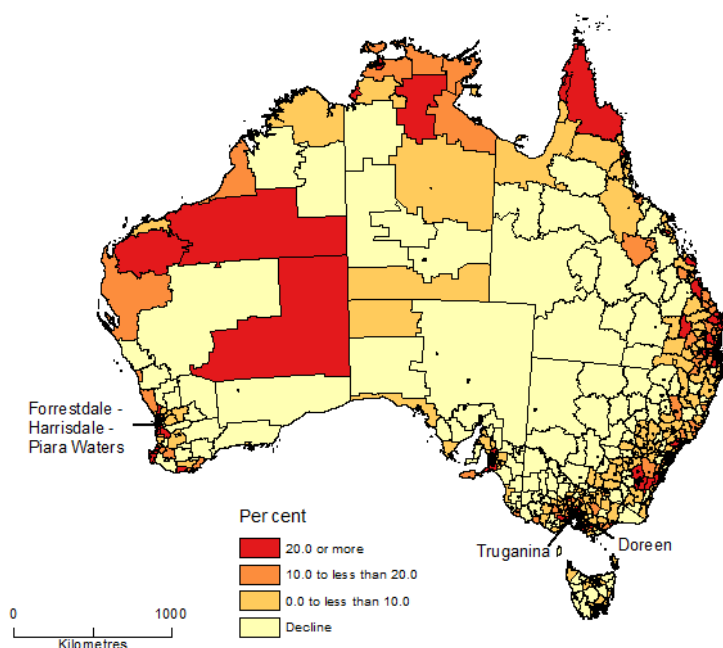 Forrestdale -
Harrisdale -
Piara Waters
Per cent
20.0 or more
10.0 to less than 20.0
0.0 to less than 10.0
Decline
Truganina
Doreen
0 1000
Kilometres